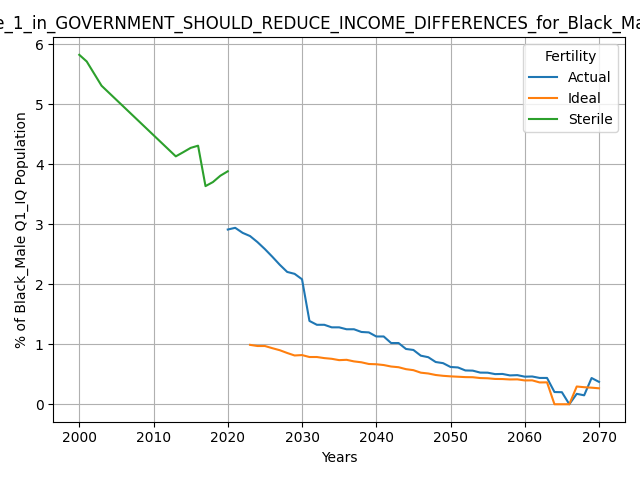 e_1_in_GOVERNMENT_SHOULD_REDUCE_INCOME_DIFFERENCES_for_Black_Ma
6
5
4
3
2
1
0
% of Black_Male Q1_IQ Population
Fertility
Actual
Ideal
Sterile
2000 2010 2020 2030 2040 2050 2060 2070
Years